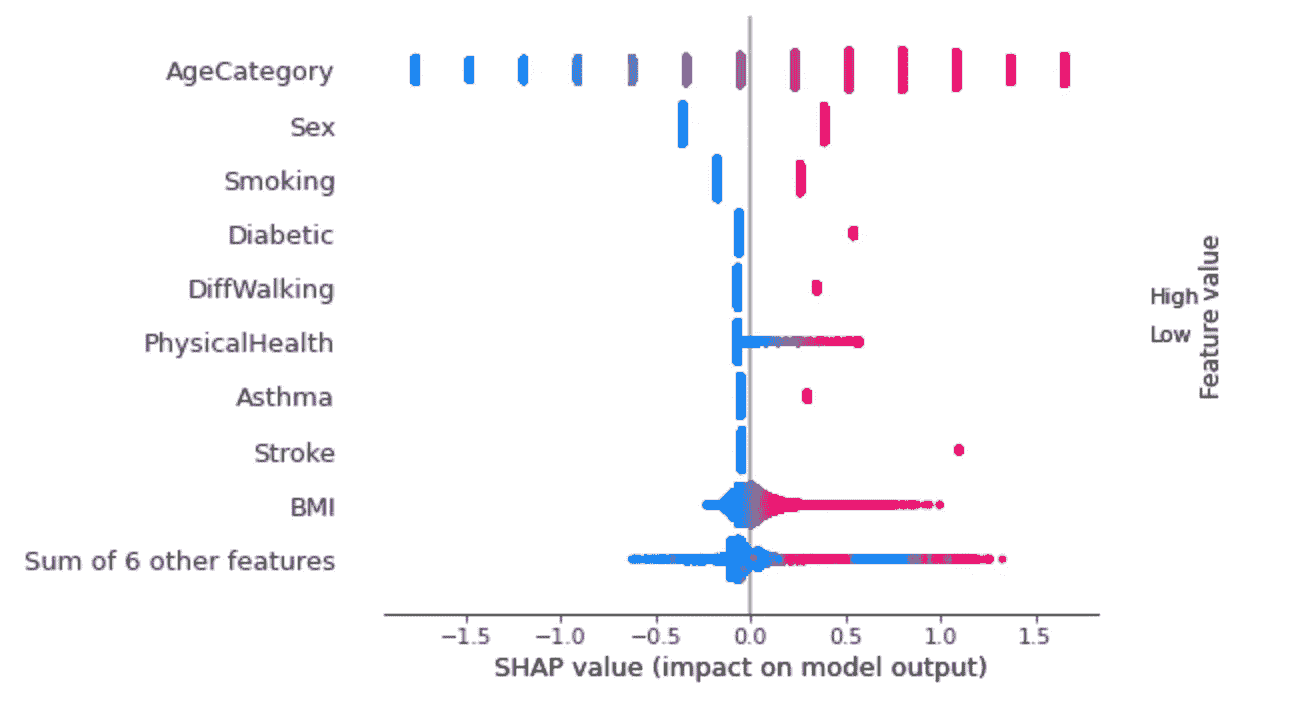 AgeCategory
Sex
Smoking
Diabetic
DiffWalking
PhysicalHealth
Asthma
Stroke
BMI
Sum of 6 other features
−1.5 −1.0 −0.5 0.0 0.5 1.0 1.5
SHAP value (impact on model output)
High
Low
Feature value